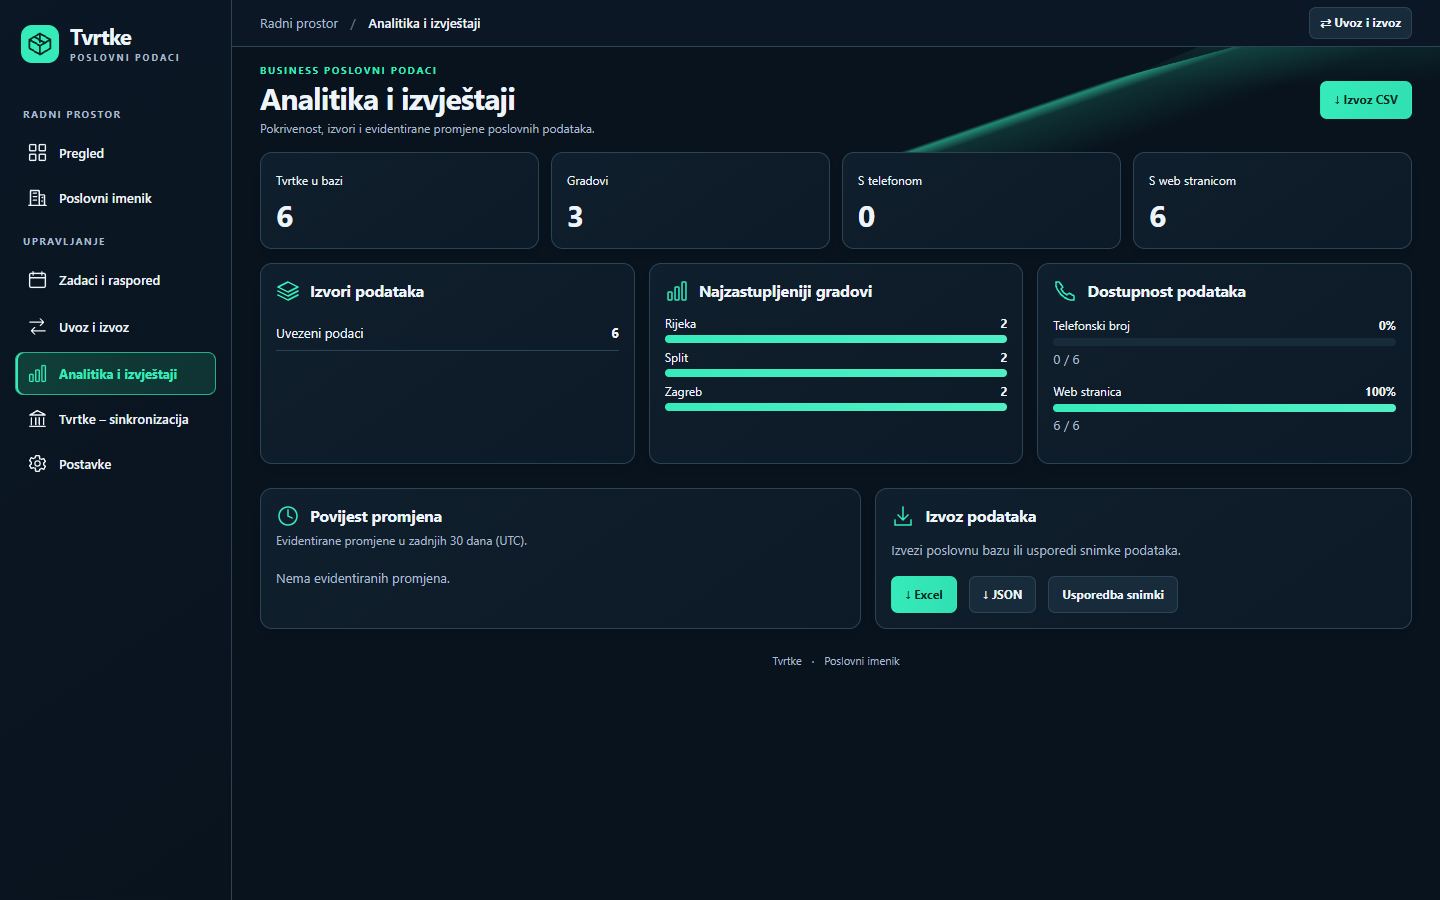 Tvrtke
POSLOVNI PODACI
RADNI PROSTOR
Pregled
Poslovni imenik
UPRAVLJANJE
Zadaci i raspored
Uvoz i izvoz
Analitika i izvještaji
Tvrtke – sinkronizacija
Postavke
Radni prostor / Analitika i izvještaji
⇄ Uvoz i izvoz
BUSINESS POSLOVNI PODACI
Analitika i izvještaji
Pokrivenost, izvori i evidentirane promjene poslovnih podataka.
↓ Izvoz CSV
Tvrtke u bazi
6
Gradovi
3
S telefonom
0
S web stranicom
6
Izvori podataka
Uvezeni podaci 6
Najzastupljeniji gradovi
Rijeka 2
Split 2
Zagreb 2
Dostupnost podataka
Telefonski broj 0%
0 / 6
Web stranica 100%
6 / 6
Povijest promjena
Evidentirane promjene u zadnjih 30 dana (UTC).
Nema evidentiranih promjena.
Izvoz podataka
Izvezi poslovnu bazu ili usporedi snimke podataka.
↓ Excel ↓ JSON Usporedba snimki
Tvrtke · Poslovni imenik